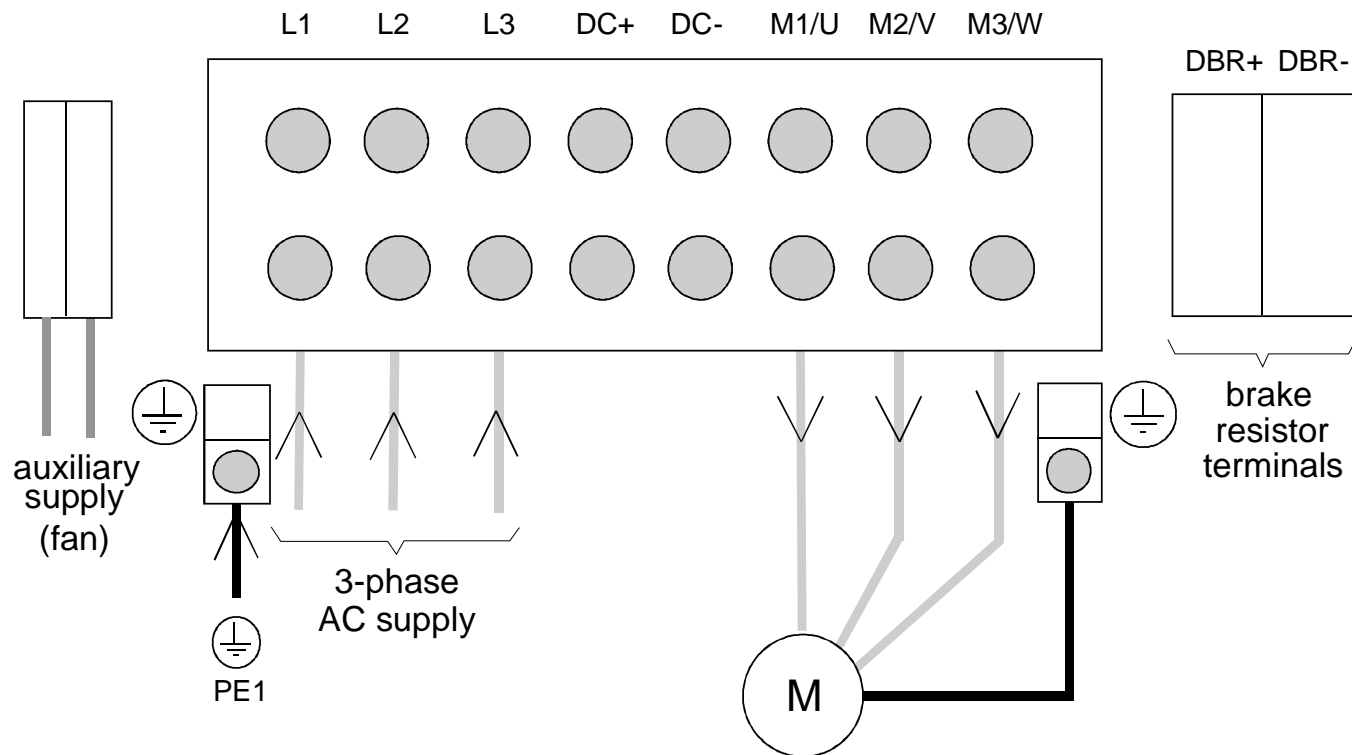 L1 L2 L3 DC+ DC- M1/U M2/V M3/W
DBR+ DBR-
auxiliary
supply
(fan)
3-phase
AC supply
PE1
M
brake
resistor
terminals